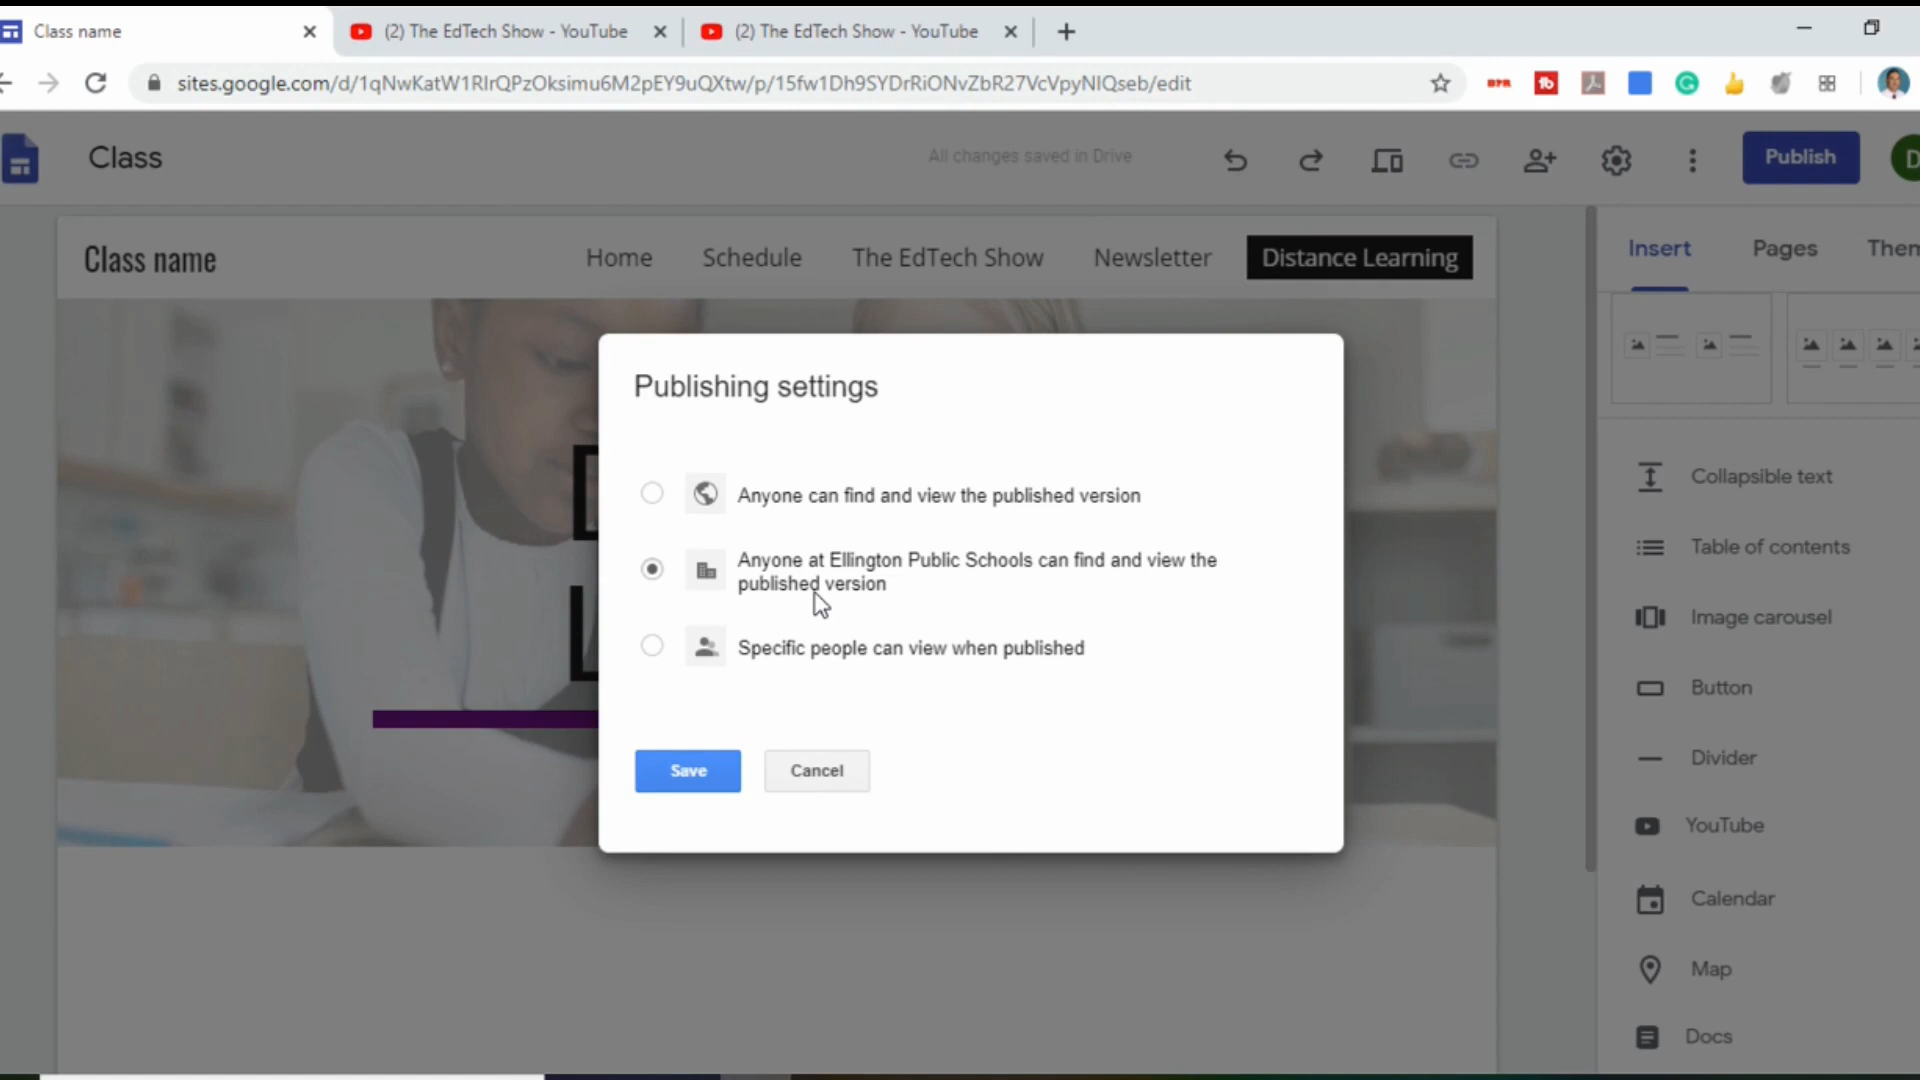 Class name
(2) The EdTech Show - YouTube
(2) The EdTech Show - YouTube
sites.google.com/d/1qNwKatW1RIrQPzOksimu6M2pEY9uQXtw/p/15fw1Dh9SYDrRiONvZbR27VcVpyNIQseb/edit
Class
All changes saved in Drive
Publish
D
Class name
Home
Schedule
The EdTech Show
Newsletter
Distance Learning
Insert
Pages
Them
Publishing settings
Anyone can find and view the published version
Anyone at Ellington Public Schools can find and view the
published version
Specific people can view when published
Save
Cancel
Collapsible text
Table of contents
Image carousel
Button
Divider
YouTube
Calendar
Map
Docs